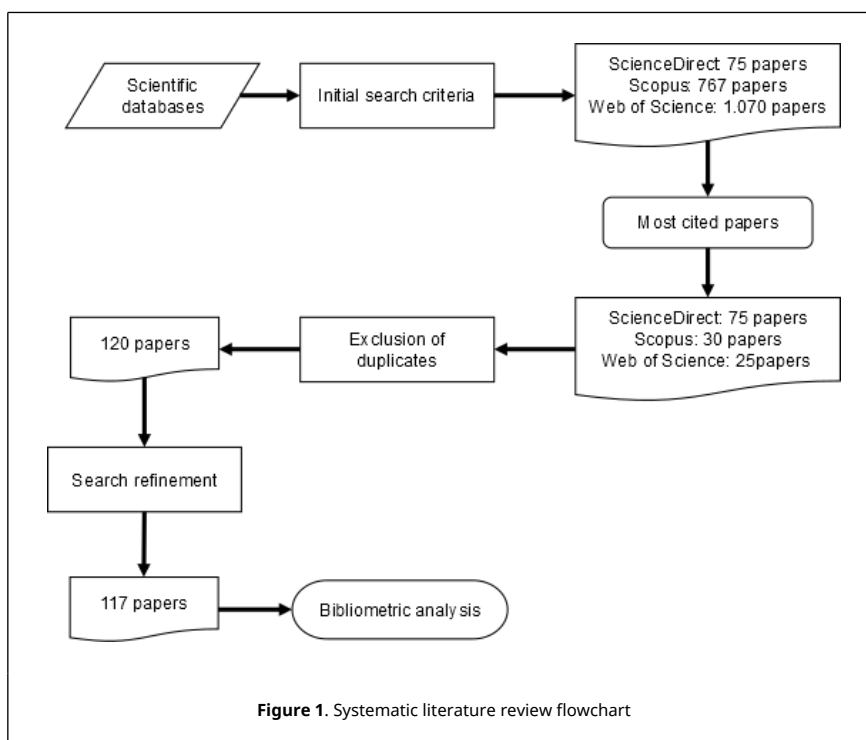 Scientific
databases
Initial search criteria
ScienceDirect: 75 papers
Scopus: 767 papers
Web of Science: 1.070 papers
Most cited papers
ScienceDirect: 75 papers
Scopus: 30 papers
Web of Science: 25papers
Exclusion of
duplicates
120 papers
Search refinement
117 papers
Bibliometric analysis
Figure 1. Systematic literature review flowchart